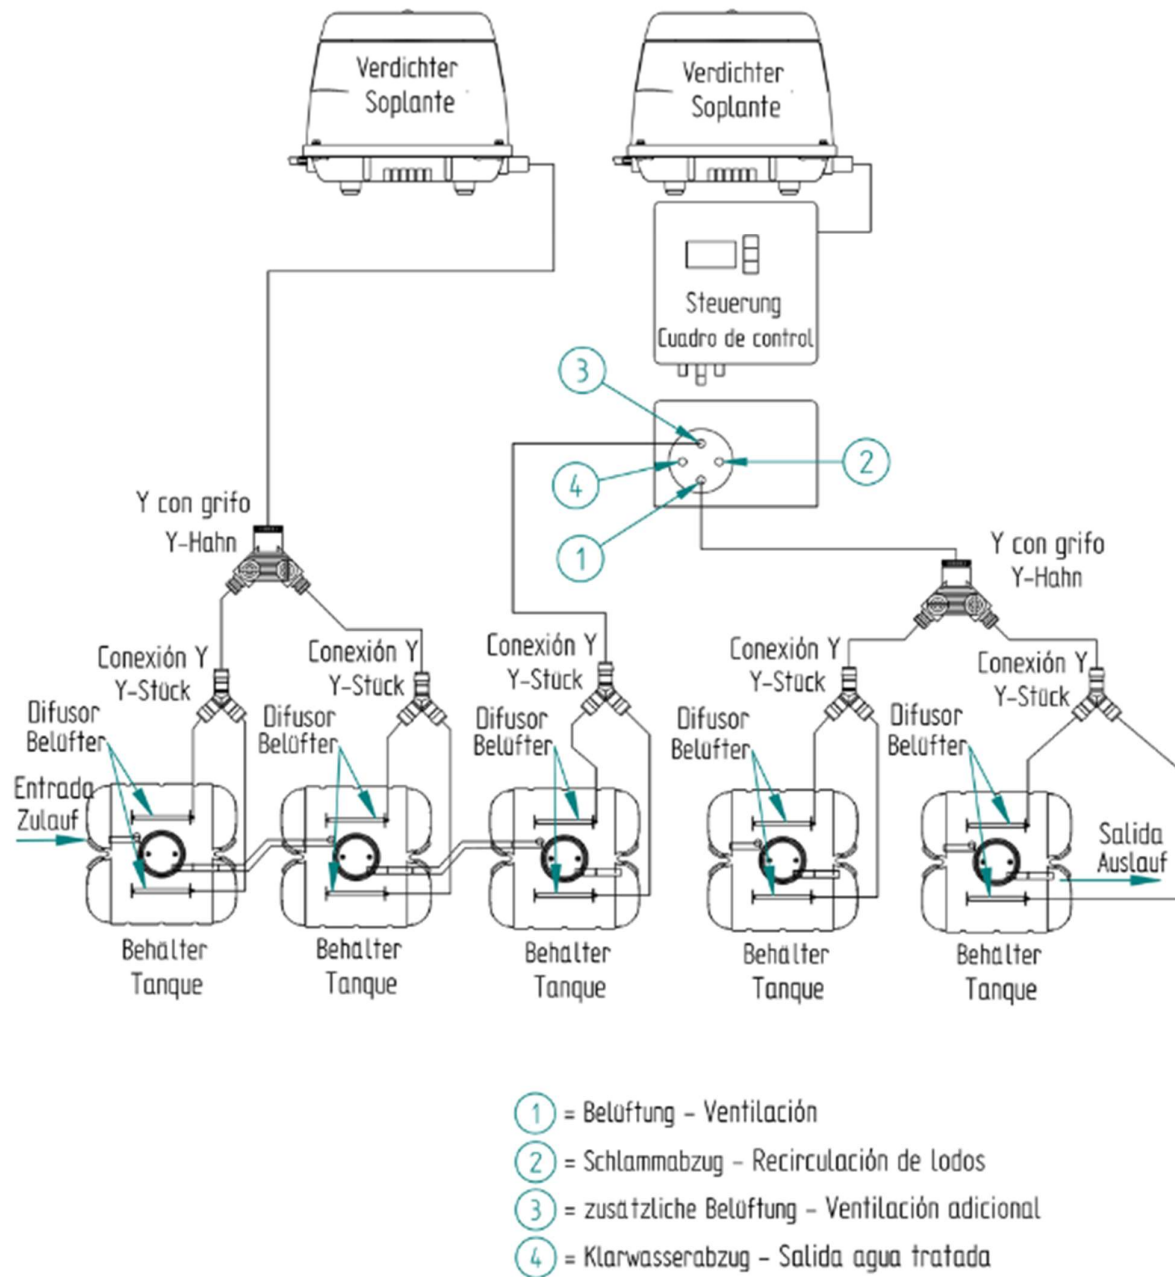 Verdichter
Soplante
Verdichter
Soplante
Steuerung
Cuadro de control
3
4
2
1
Y con grifo
Y-Hahn
Y con grifo
Y-Hahn
Conexión Y
Y-Stück
Conexión Y
Y-Stück
Conexión Y
Y-Stück
Conexión Y
Y-Stück
Conexión Y
Y-Stück
Difusor
Belüfter
Difusor
Belüfter
Difusor
Belüfter
Difusor
Belüfter
Difusor
Belüfter
Entrada
Zulauf
Salida
Auslauf
Behälter
Tanque
Behälter
Tanque
Behälter
Tanque
Behälter
Tanque
Behälter
Tanque
1 = Belüftung - Ventilación
2 = Schlammabzug - Recirculación de lodos
3 = zusätzliche Belüftung - Ventilación adicional
4 = Klarwasserabzug - Salida agua tratada